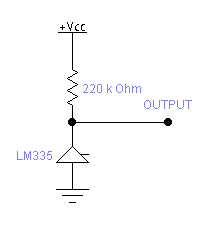 +Vcc
220 k Ohm
OUTPUT
LM335